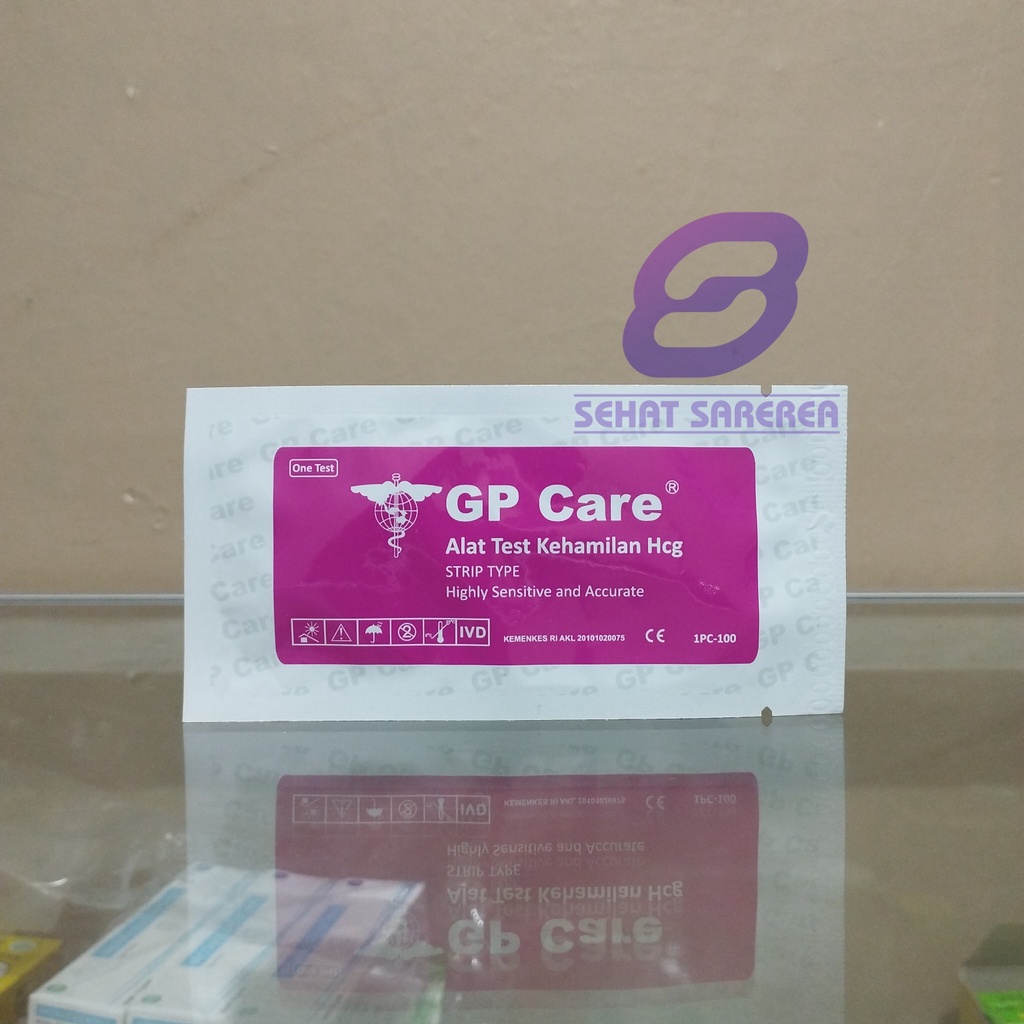 SEHAT SAREREA
One Test
GP Care®
Alat Test Kehamilan Hcg
STRIP TYPE
Highly Sensitive and Accurate
IVD
KEMENKES RI AKL 20101020075
CE
1PC-100